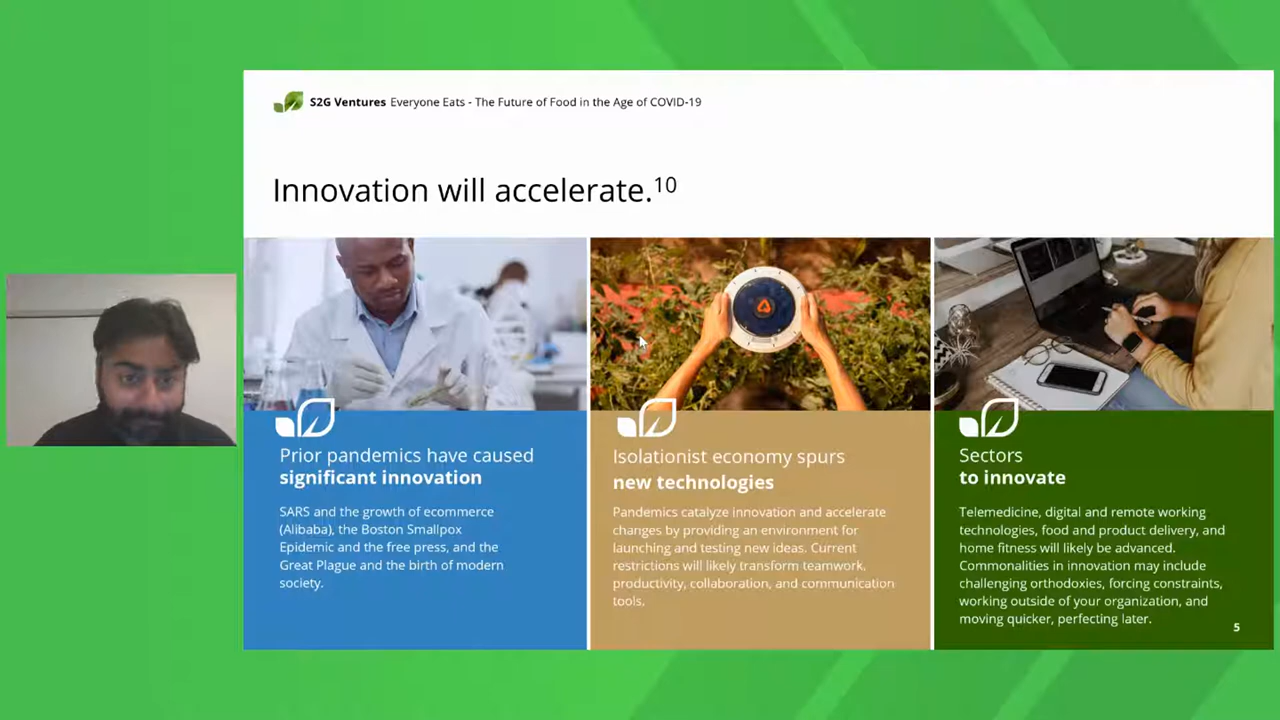 S2G Ventures Everyone Eats - The Future of Food in the Age of COVID-19
Innovation will accelerate.10
Prior pandemics have caused
significant innovation
SARS and the growth of ecommerce
(Alibaba), the Boston Smallpox
Epidemic and the free press, and the
Great Plague and the birth of modern
society.
Isolationist economy spurs
new technologies
Pandemics catalyze innovation and accelerate
changes by providing an environment for
launching and testing new ideas. Current
restrictions will likely transform teamwork,
productivity, collaboration, and communication
tools.
Sectors
to innovate
Telemedicine, digital and remote working
technologies, food and product delivery, and
home fitness will likely be advanced.
Commonalities in innovation may include
challenging orthodoxies, forcing constraints,
working outside of your organization, and
moving quicker, perfecting later.
5